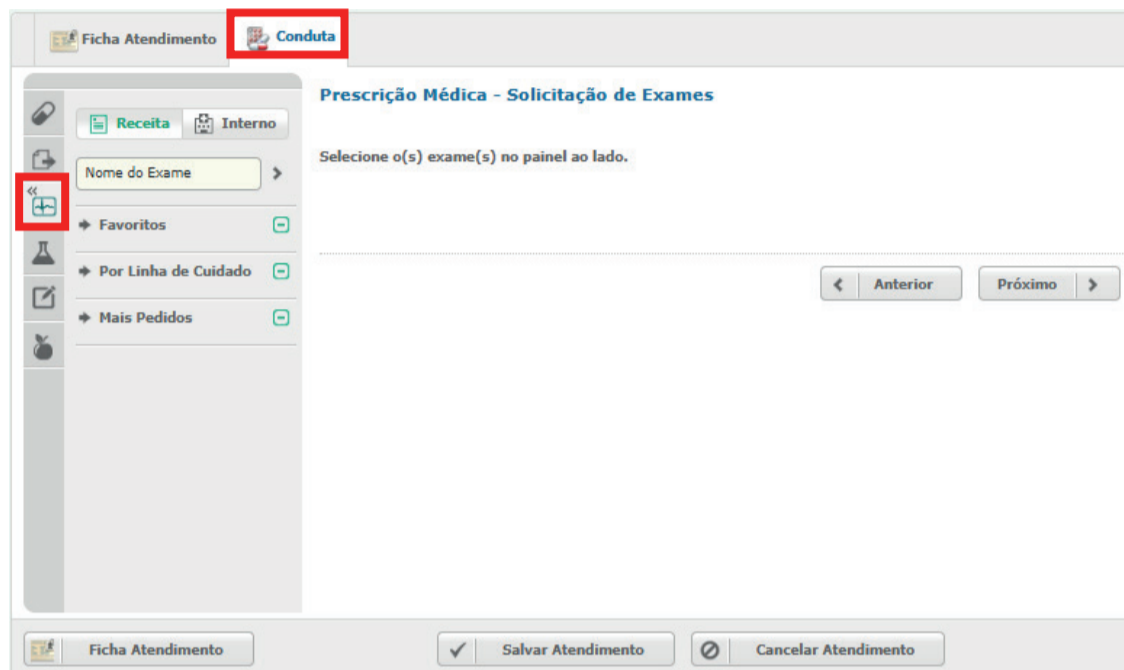 Ficha Atendimento
Conduta
Prescrição Médica - Solicitação de Exames
Receita
Interno
Selecione o(s) exame(s) no painel ao lado.
Nome do Exame
Favoritos
Por Linha de Cuidado
Mais Pedidos
Anterior
Próximo
Ficha Atendimento
Salvar Atendimento
Cancelar Atendimento